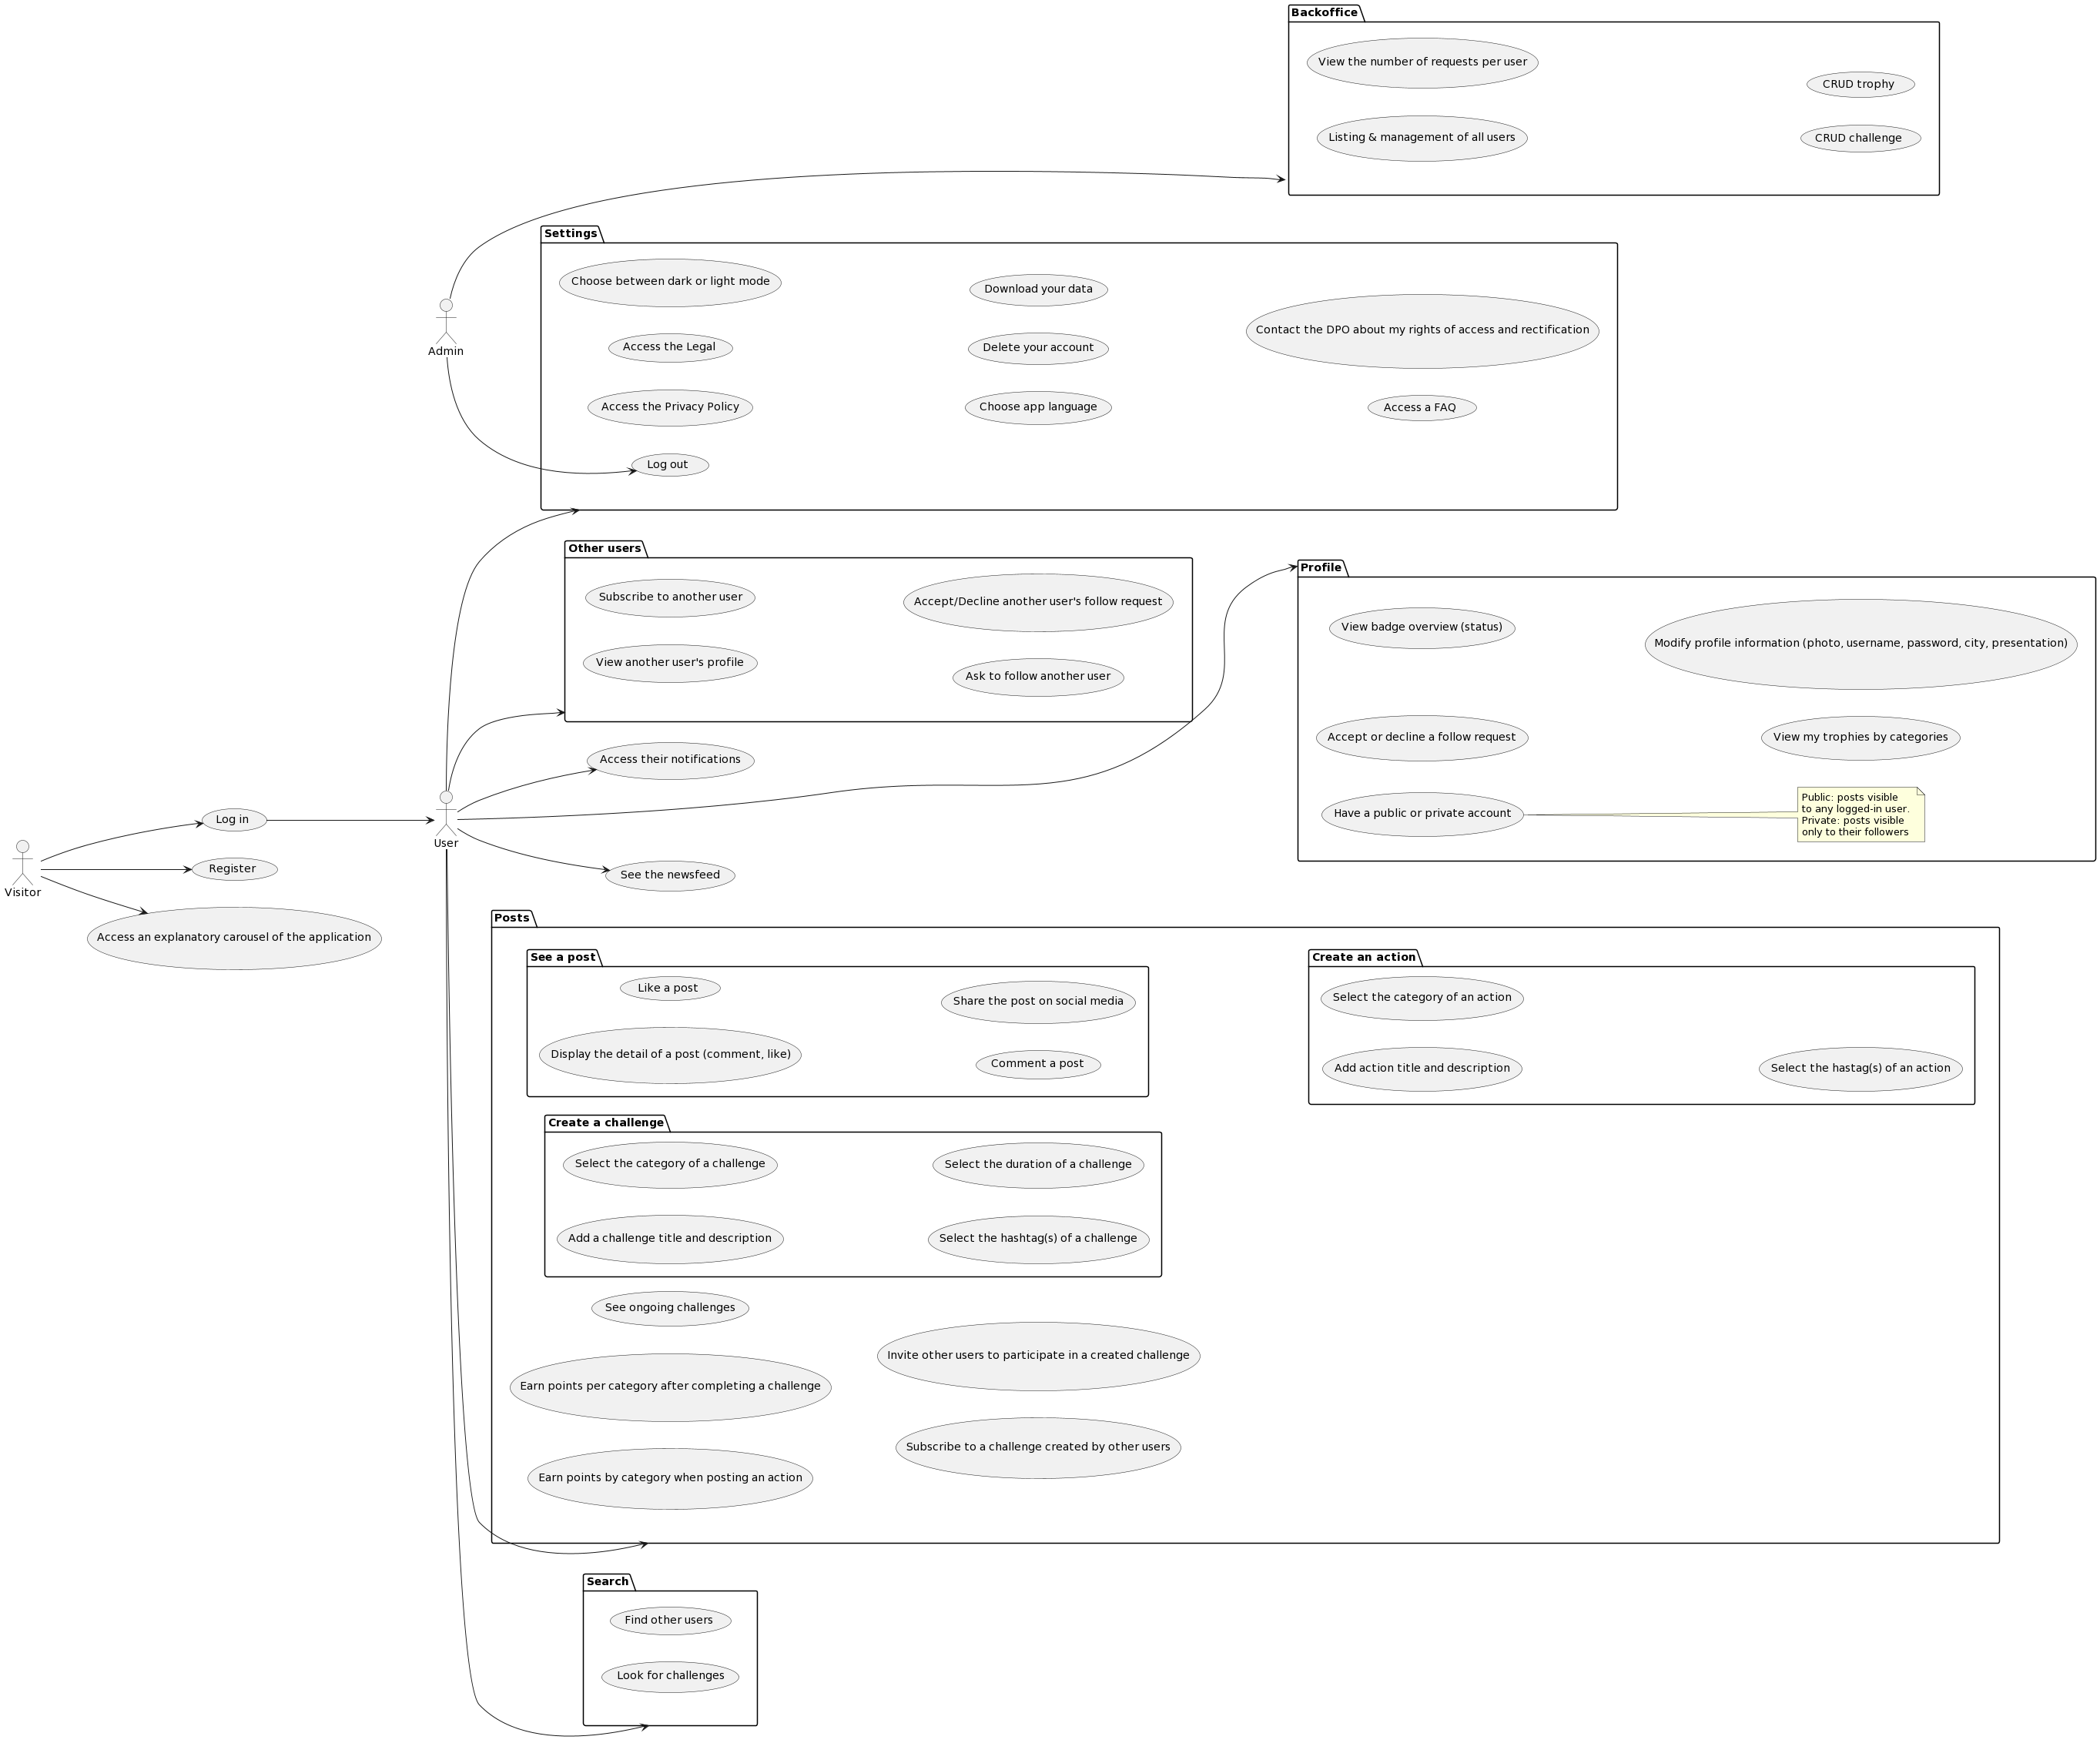 Backoffice
View the number of requests per user
CRUD trophy
Listing & management of all users
CRUD challenge
Settings
Choose between dark or light mode
Download your data
Contact the DPO about my rights of access and rectification
Access the Legal
Delete your account
Access the Privacy Policy
Choose app language
Access a FAQ
Log out
Admin
Other users
Subscribe to another user
Accept/Decline another user's follow request
View another user's profile
Ask to follow another user
Profile
View badge overview (status)
Modify profile information (photo, username, password, city, presentation)
Accept or decline a follow request
View my trophies by categories
Have a public or private account
Public: posts visible
to any logged-in user.
Private: posts visible
only to their followers
Access their notifications
Log in
User
Register
Visitor
See the newsfeed
Access an explanatory carousel of the application
Posts
See a post
Like a post
Share the post on social media
Display the detail of a post (comment, like)
Comment a post
Create an action
Select the category of an action
Add action title and description
Select the hastag(s) of an action
Create a challenge
Select the category of a challenge
Select the duration of a challenge
Add a challenge title and description
Select the hashtag(s) of a challenge
See ongoing challenges
Invite other users to participate in a created challenge
Earn points per category after completing a challenge
Subscribe to a challenge created by other users
Earn points by category when posting an action
Search
Find other users
Look for challenges